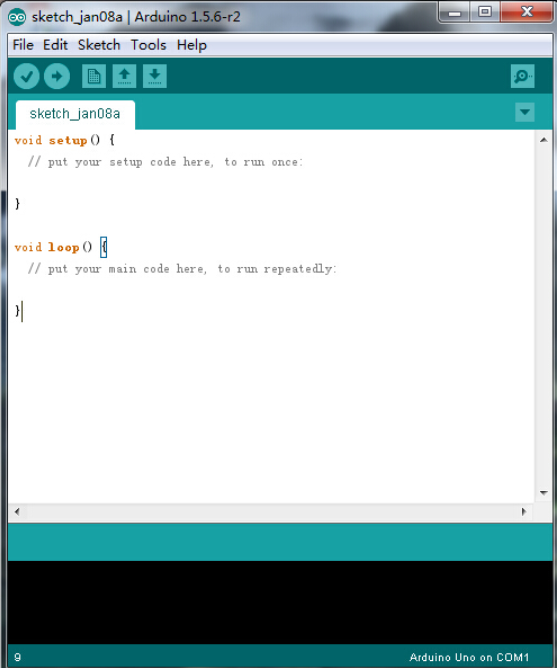 sketch_jan08a | Arduino 1.5.6-r2
File Edit Sketch Tools Help
sketch_jan08a
void setup() {
  // put your setup code here, to run once:
}
void loop() {
  // put your main code here, to run repeatedly:
}
9
Arduino Uno on COM1